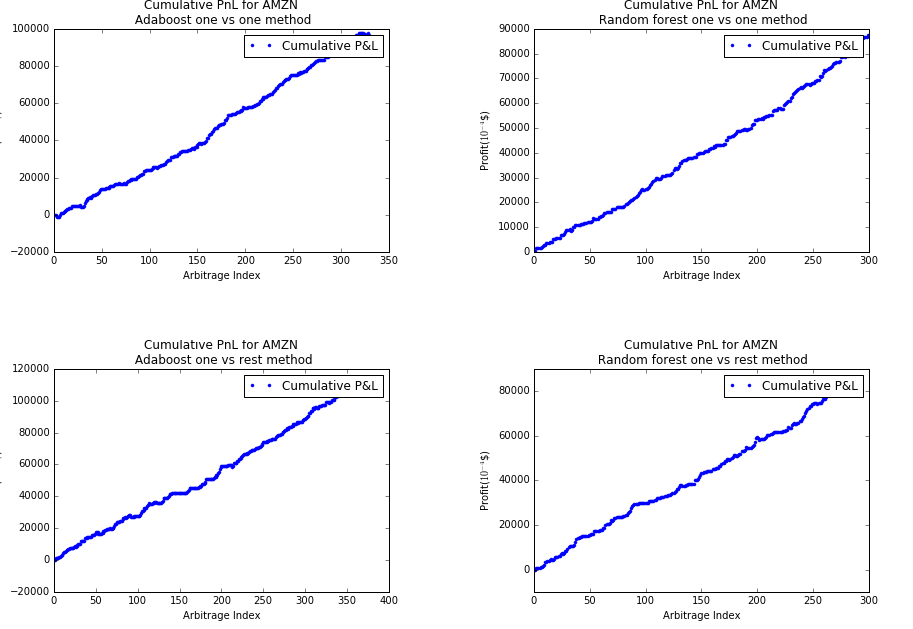 Cumulative PnL for AMZN
Adaboost one vs one method
100000
80000
60000
40000
20000
0
−20000
Cumulative P&L
0 50 100 150 200 250 300 350
Arbitrage Index
Cumulative PnL for AMZN
Random forest one vs one method
90000
80000
70000
60000
50000
40000
30000
20000
10000
0
Profit(10⁻⁴$)
Cumulative P&L
0 50 100 150 200 250 300
Arbitrage Index
Cumulative PnL for AMZN
Adaboost one vs rest method
120000
100000
80000
60000
40000
20000
0
−20000
Cumulative P&L
0 50 100 150 200 250 300 350 400
Arbitrage Index
Cumulative PnL for AMZN
Random forest one vs rest method
80000
60000
40000
20000
0
Profit(10⁻⁴$)
Cumulative P&L
0 50 100 150 200 250 300
Arbitrage Index